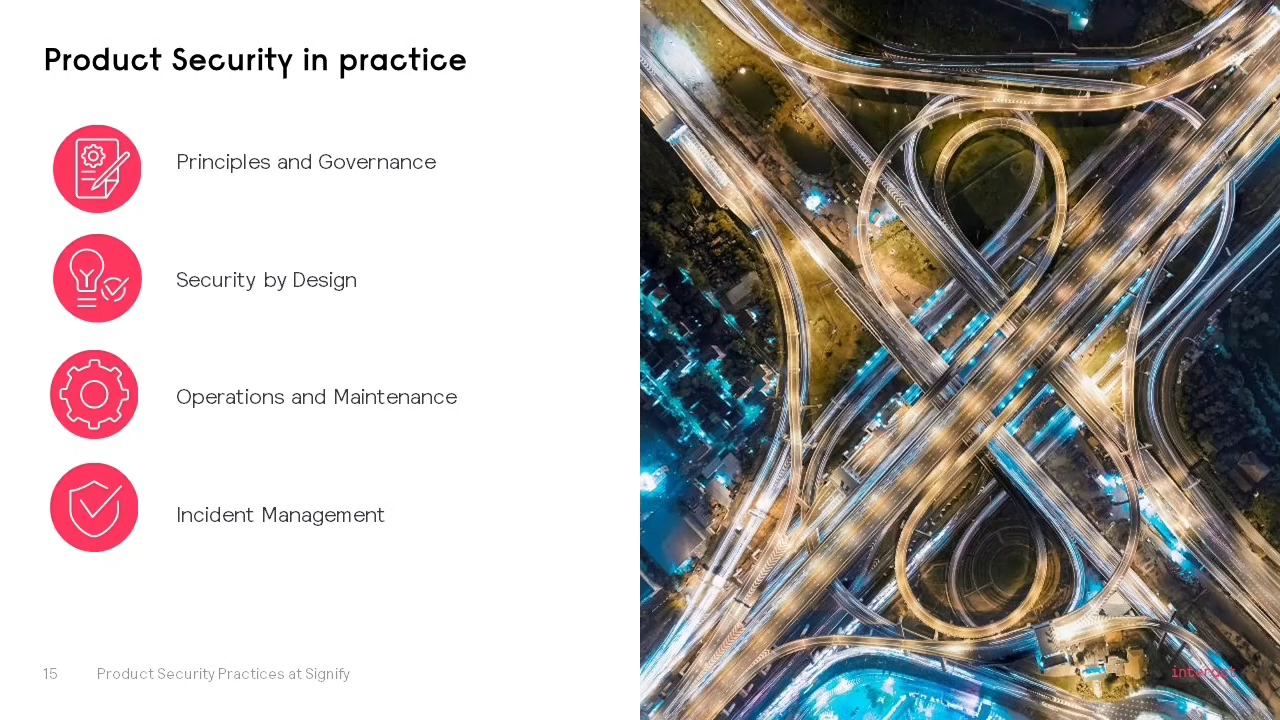 Product Security in practice
Principles and Governance
Security by Design
Operations and Maintenance
Incident Management
15 Product Security Practices at Signify
interact